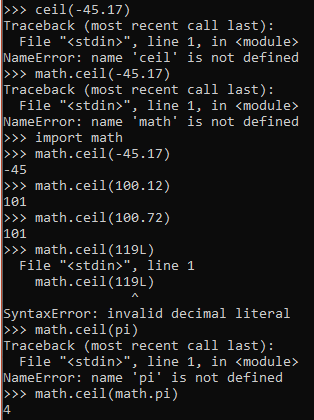 >>> ceil(-45.17)
Traceback (most recent call last):
  File "<stdin>", line 1, in <module>
NameError: name 'ceil' is not defined
>>> math.ceil(-45.17)
Traceback (most recent call last):
  File "<stdin>", line 1, in <module>
NameError: name 'math' is not defined
>>> import math
>>> math.ceil(-45.17)
-45
>>> math.ceil(100.12)
101
>>> math.ceil(100.72)
101
>>> math.ceil(119L)
  File "<stdin>", line 1
    math.ceil(119L)
                ^
SyntaxError: invalid decimal literal
>>> math.ceil(pi)
Traceback (most recent call last):
  File "<stdin>", line 1, in <module>
NameError: name 'pi' is not defined
>>> math.ceil(math.pi)
4